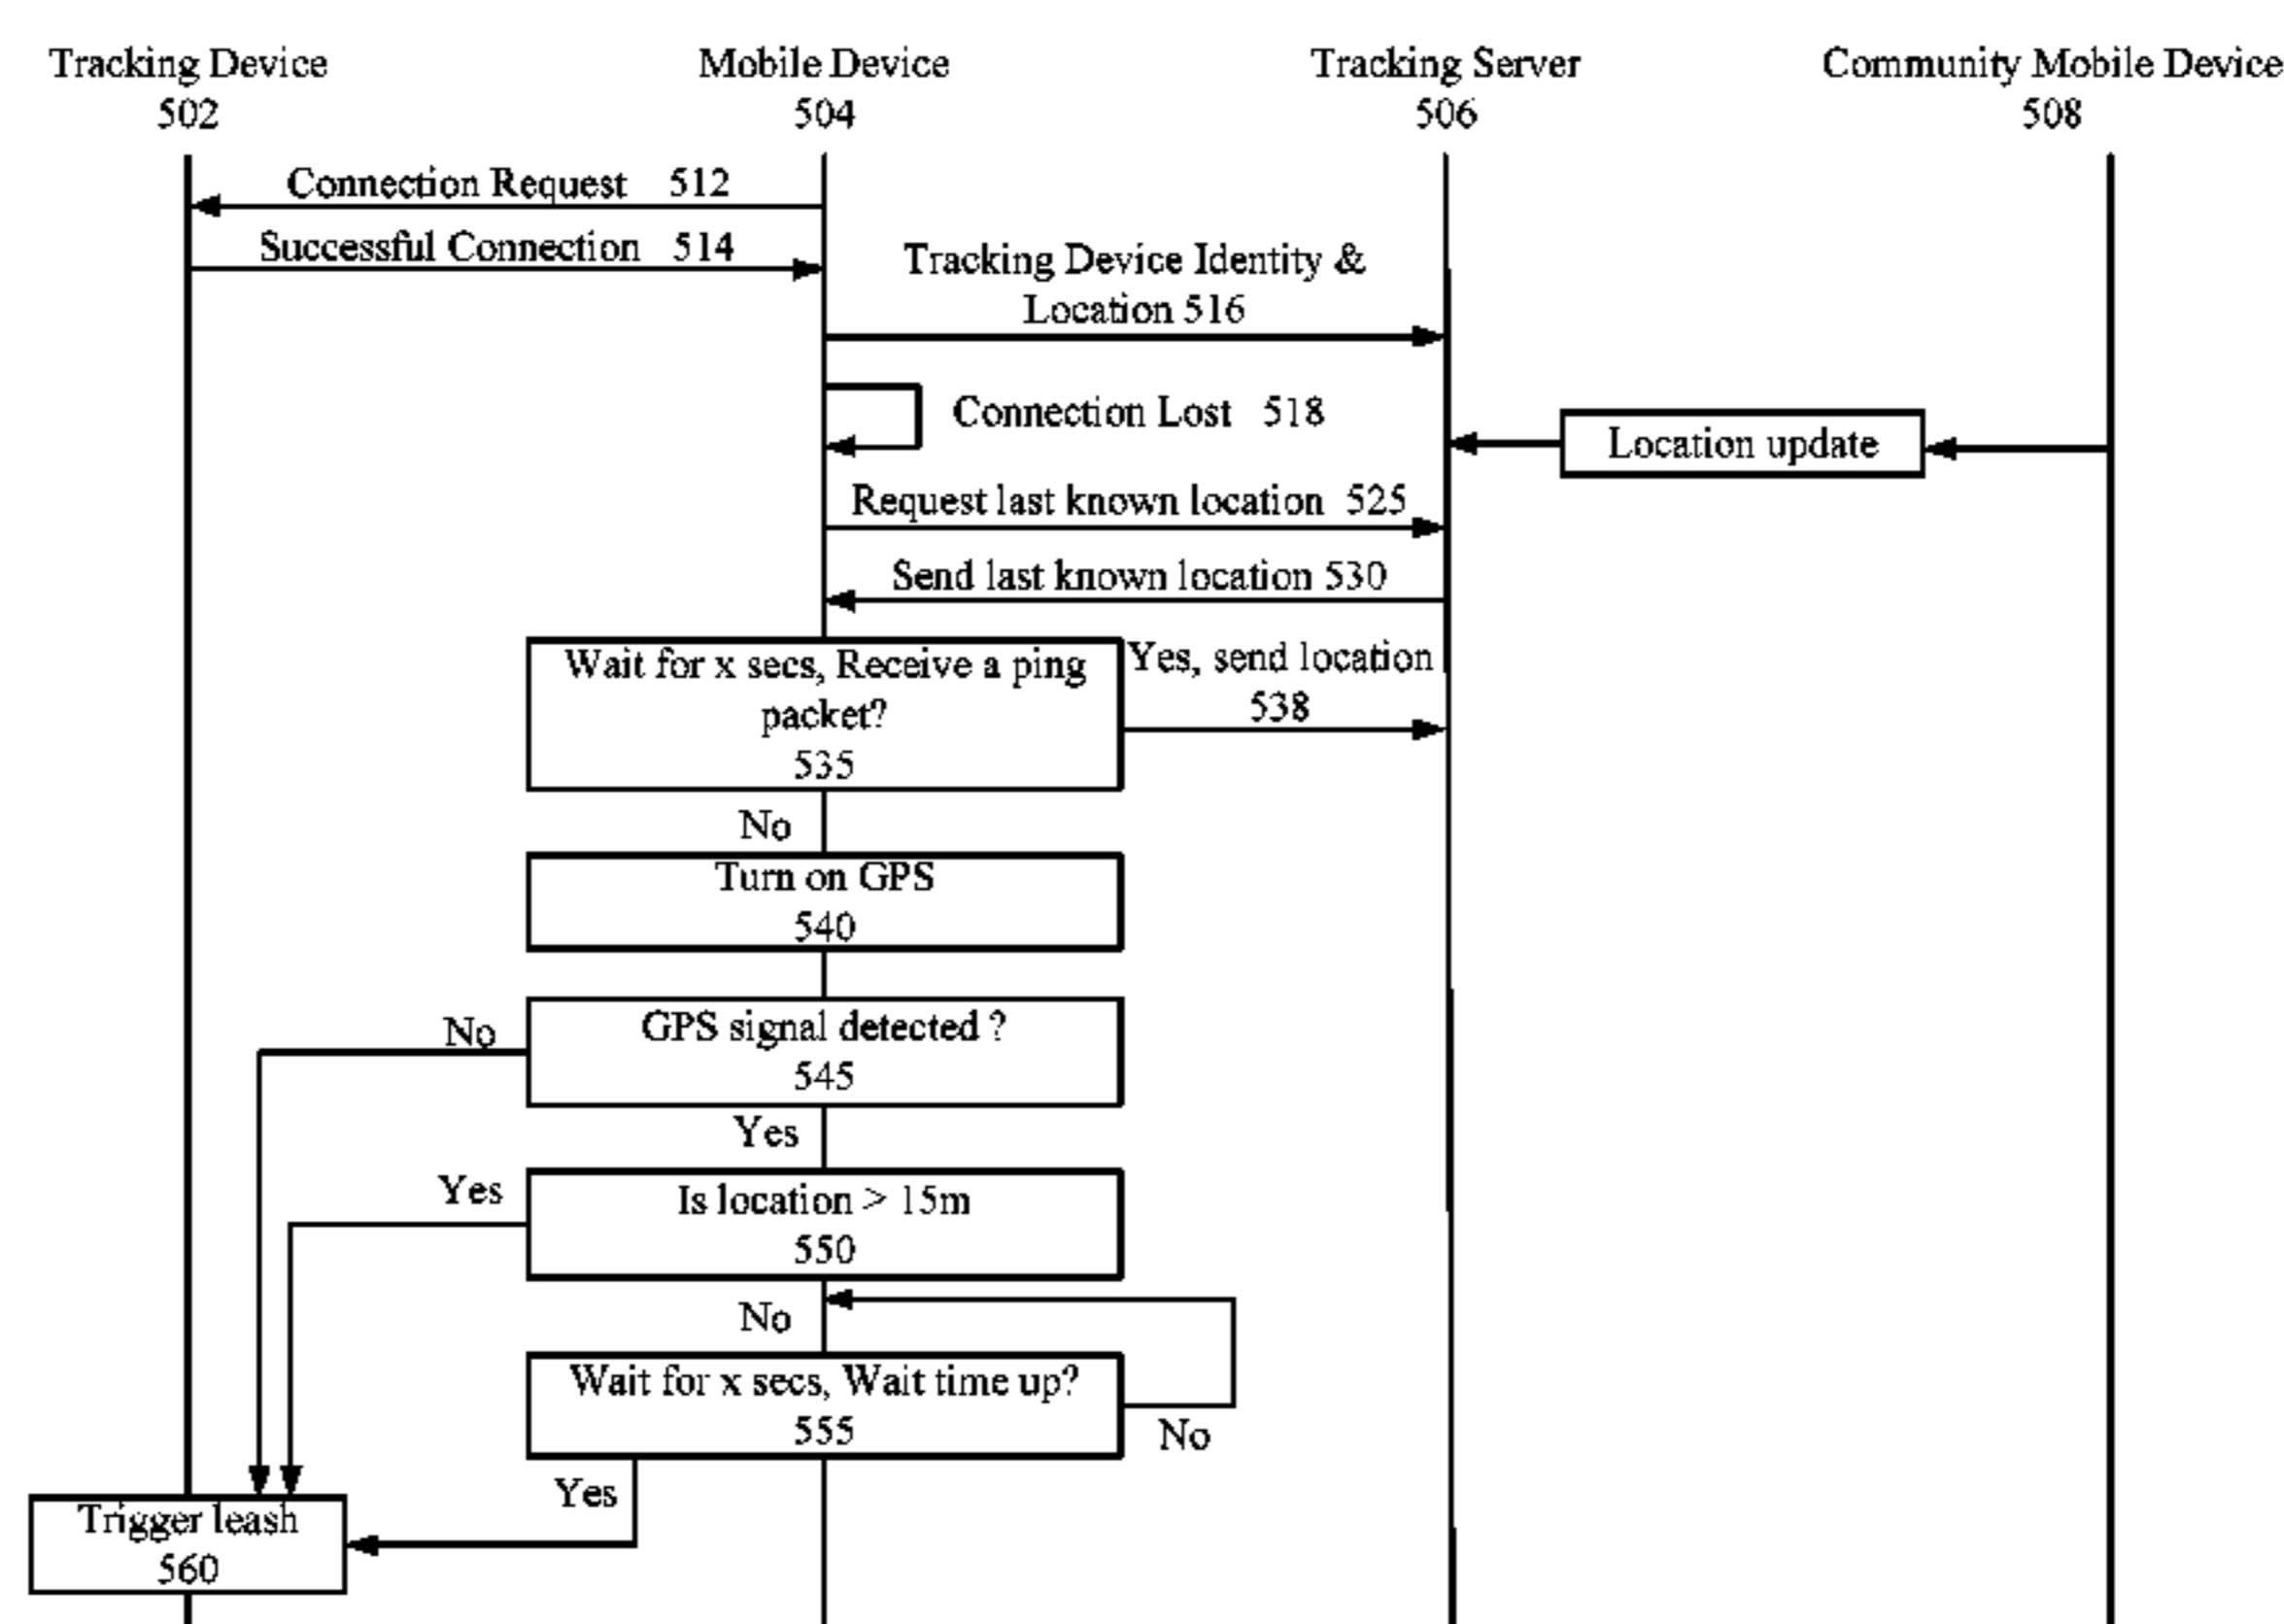 Tracking Device
502
Mobile Device
504
Tracking Server
506
Community Mobile Device
508
Connection Request 512
Successful Connection 514
Tracking Device Identity &
Location 516
Connection Lost 518
Location update
Request last known location 525
Send last known location 530
Wait for x secs, Receive a ping
packet?
535
Yes, send location
538
No
Turn on GPS
540
GPS signal detected ?
545
No
Yes
Is location > 15m
550
Yes
No
Wait for x secs, Wait time up?
555
No
Yes
Trigger leash
560